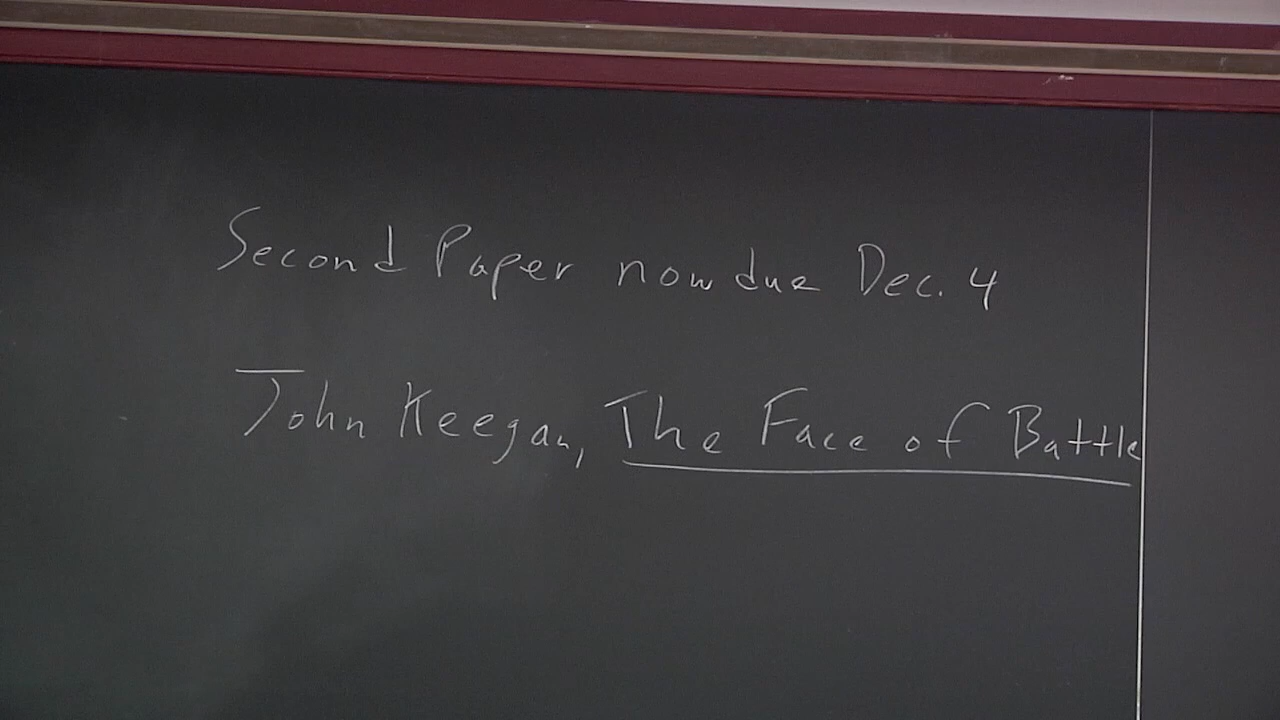 Second Paper now due Dec. 4
John Keegan, The Face of Battle